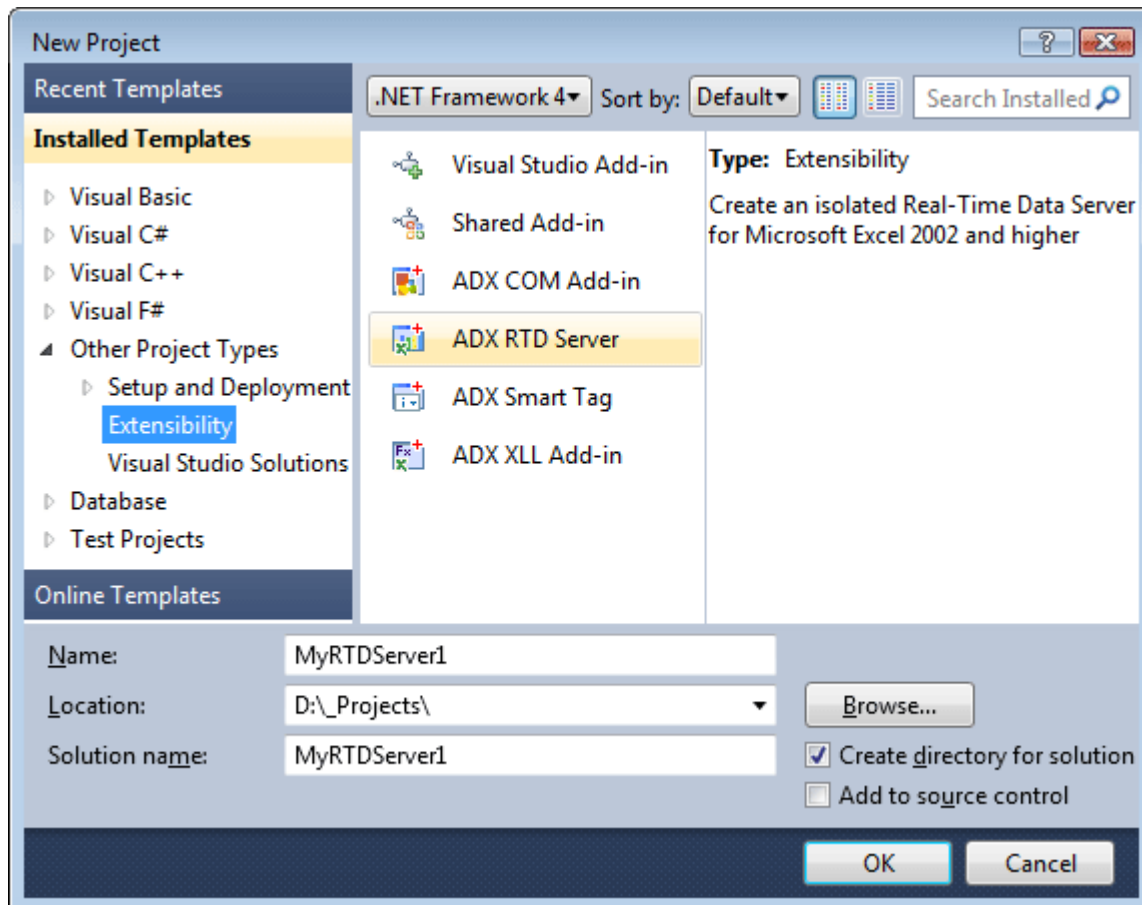 New Project
Recent Templates
.NET Framework 4 Sort by: Default Search Installed
Installed Templates
Visual Basic
Visual C#
Visual C++
Visual F#
Other Project Types
Setup and Deployment
Extensibility
Visual Studio Solutions
Database
Test Projects
Online Templates
Visual Studio Add-in
Shared Add-in
ADX COM Add-in
ADX RTD Server
ADX Smart Tag
ADX XLL Add-in
Type: Extensibility
Create an isolated Real-Time Data Server
for Microsoft Excel 2002 and higher
Name: MyRTDServer1
Location: D:\_Projects\ Browse...
Solution name: MyRTDServer1
Create directory for solution
Add to source control
OK Cancel